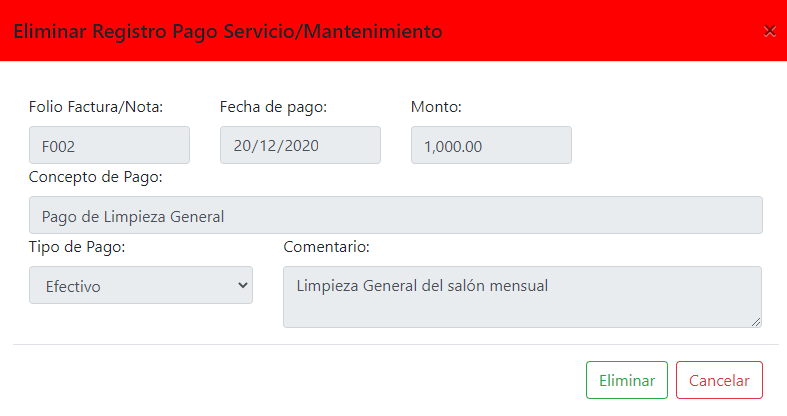 Eliminar Registro Pago Servicio/Mantenimiento ×
Folio Factura/Nota: Fecha de pago: Monto:
F002 20/12/2020 1,000.00
Concepto de Pago:
Pago de Limpieza General
Tipo de Pago: Comentario:
Efectivo Limpieza General del salón mensual
Eliminar Cancelar